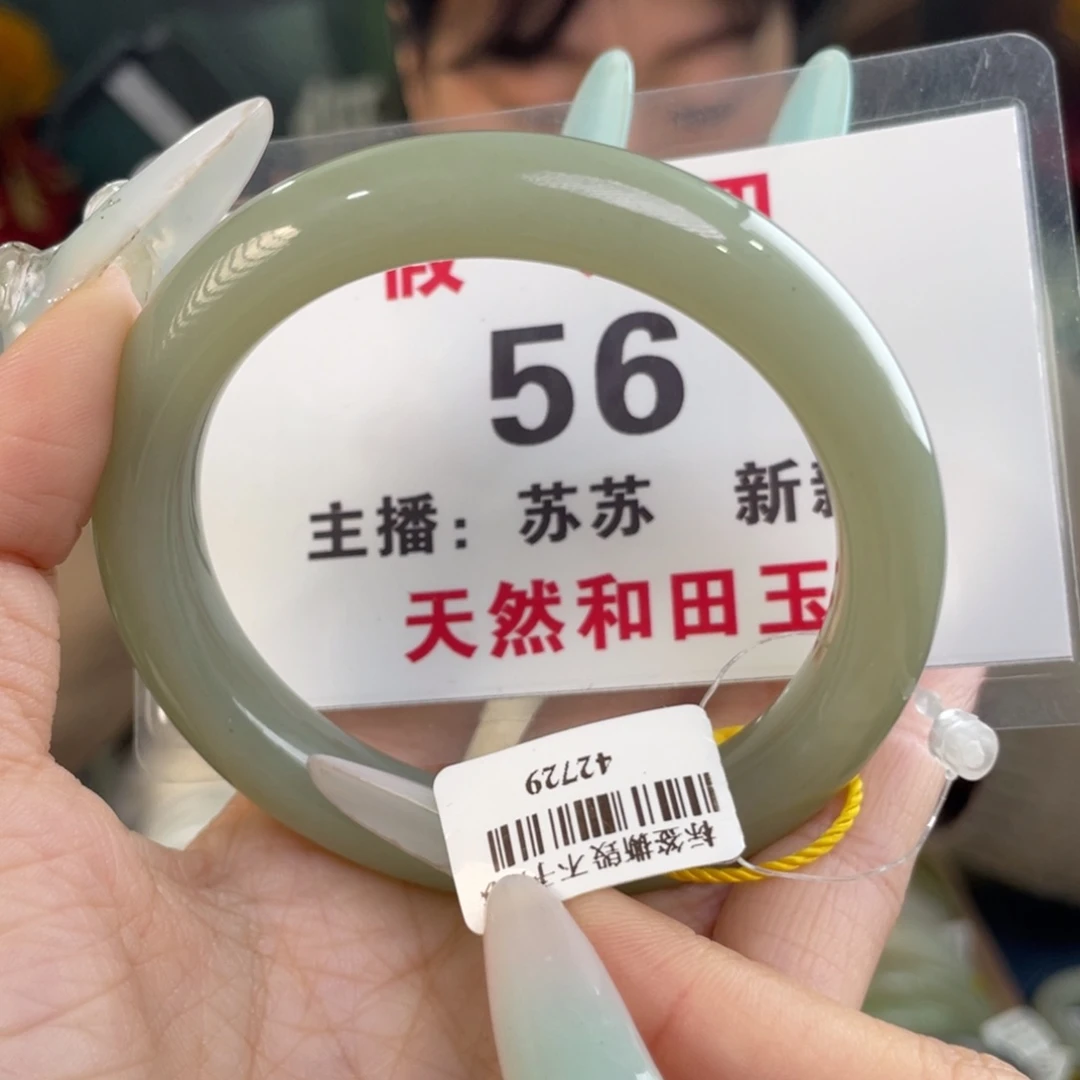 56
主播：苏苏 新
天然和田玉
42729
标签撕毁不予